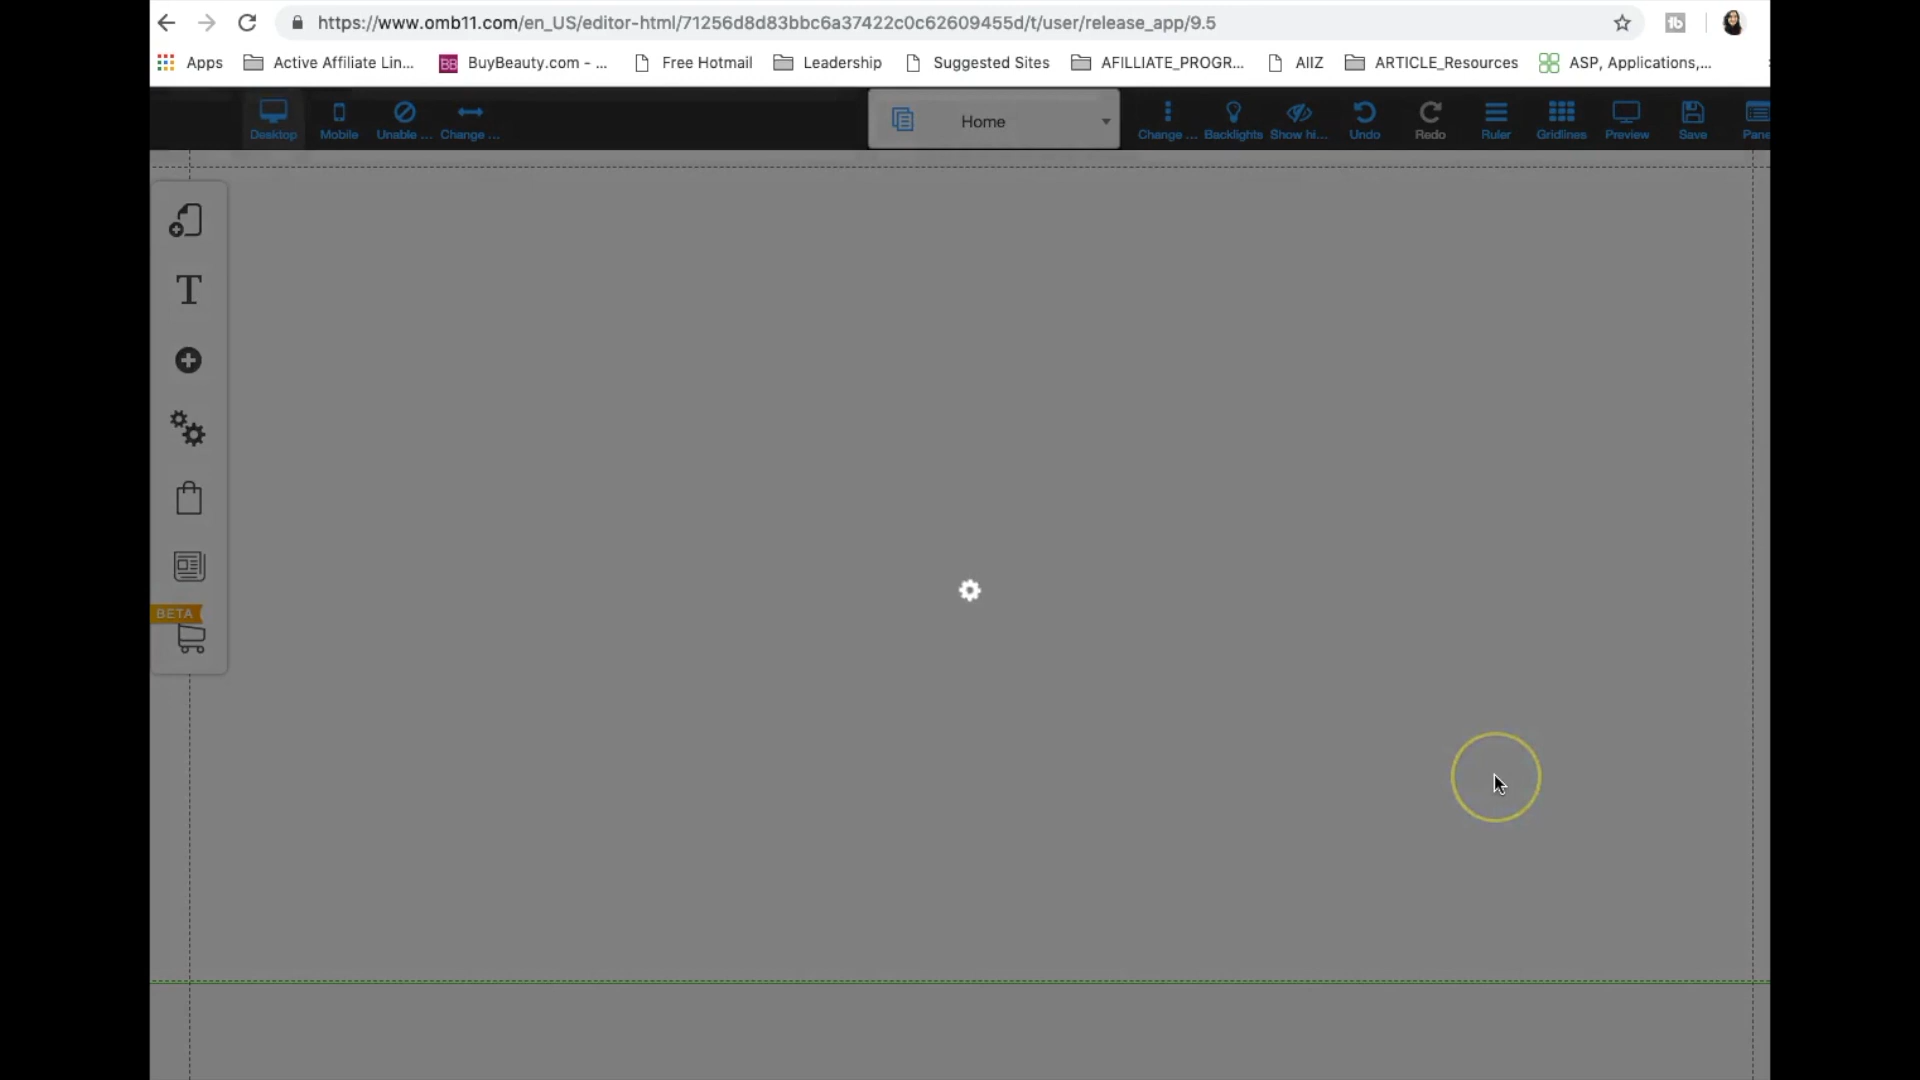 https://www.omb11.com/en_US/editor-html/71256d8d83bbc6a37422c0c62609455d/t/user/release_app/9.5
Apps Active Affiliate Lin... BB BuyBeauty.com - ... Free Hotmail Leadership Suggested Sites AFILLIATE_PROGR... AIIZ ARTICLE_Resources ASP, Applications,...
Home
Desktop Mobile Unable ... Change ... Change ... Backlights Show hi... Undo Redo Ruler Gridlines Preview Save Pane
T
BETA